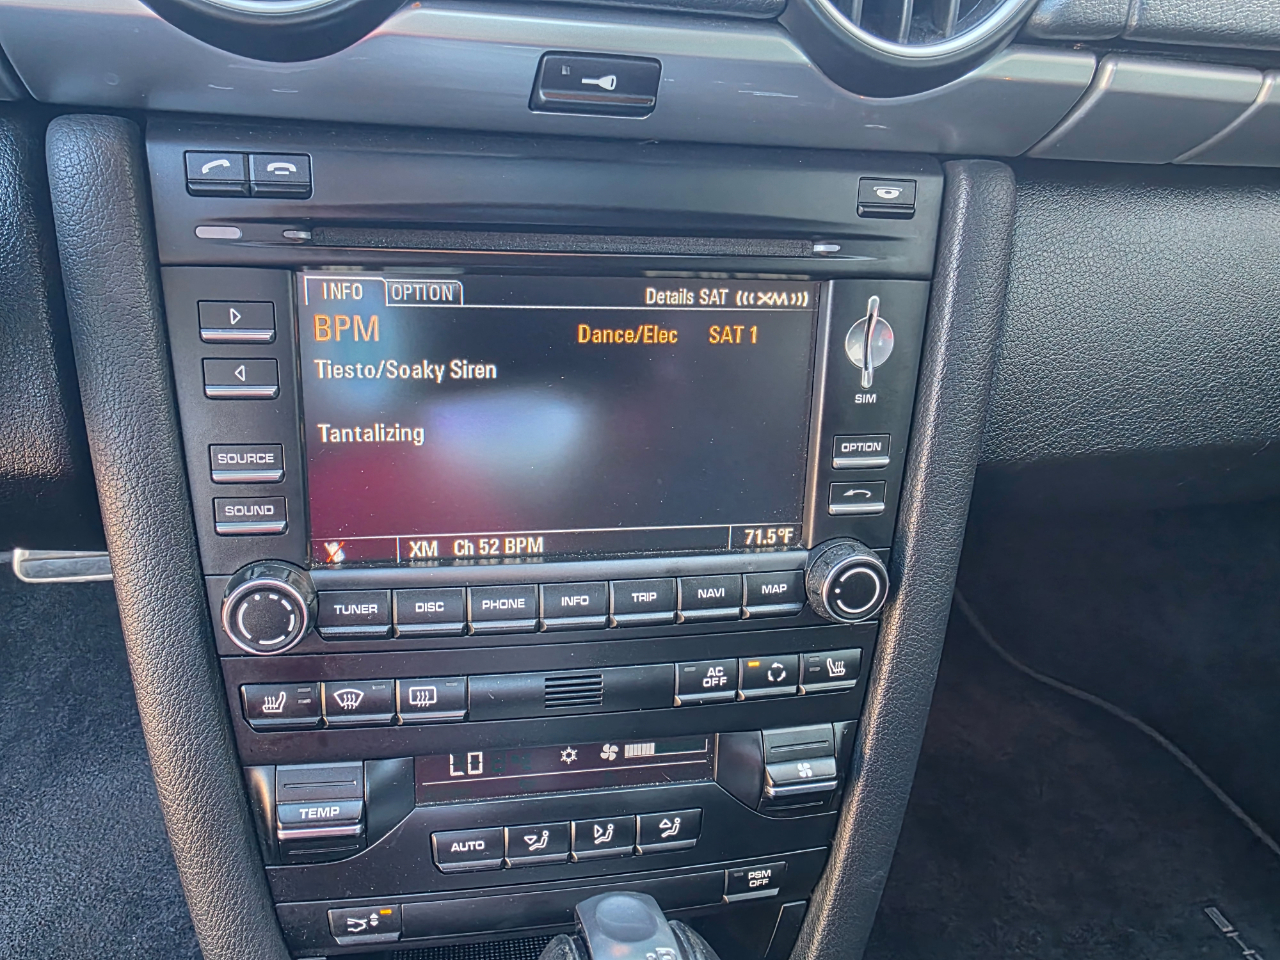 INFO OPTION Details SAT (((XM)))
BPM Dance/Elec SAT 1
Tiesto/Soaky Siren
Tantalizing
XM Ch 52 BPM 71.5°F
SIM
OPTION
SOURCE
SOUND
TUNER DISC PHONE INFO TRIP NAVI MAP
AC OFF
LO
TEMP
AUTO
PSM OFF